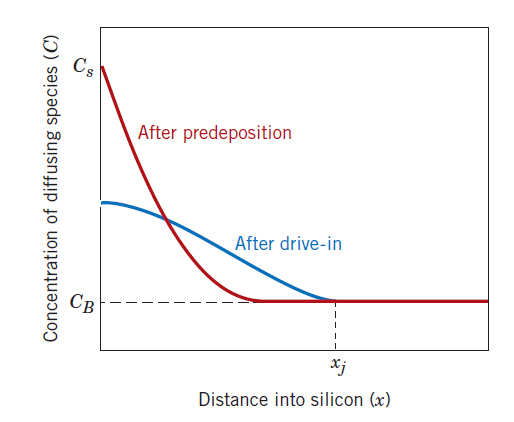 Concentration of diffusing species (C)
Cs
After predeposition
After drive-in
CB
xj
Distance into silicon (x)